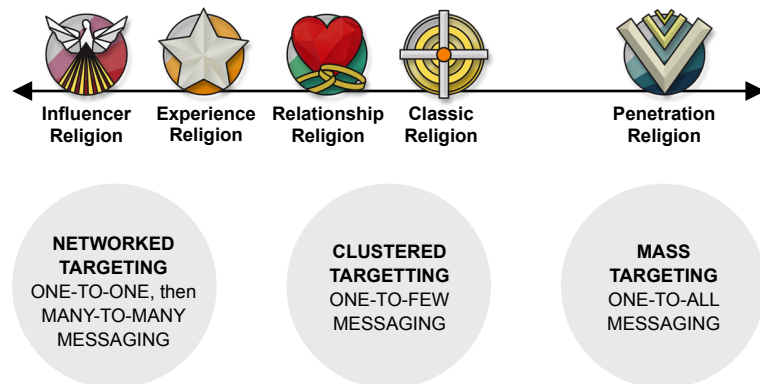 Influencer
Religion
Experience
Religion
Relationship
Religion
Classic
Religion
Penetration
Religion
NETWORKED
TARGETING
ONE-TO-ONE, then
MANY-TO-MANY
MESSAGING
CLUSTERED
TARGETTING
ONE-TO-FEW
MESSAGING
MASS
TARGETING
ONE-TO-ALL
MESSAGING